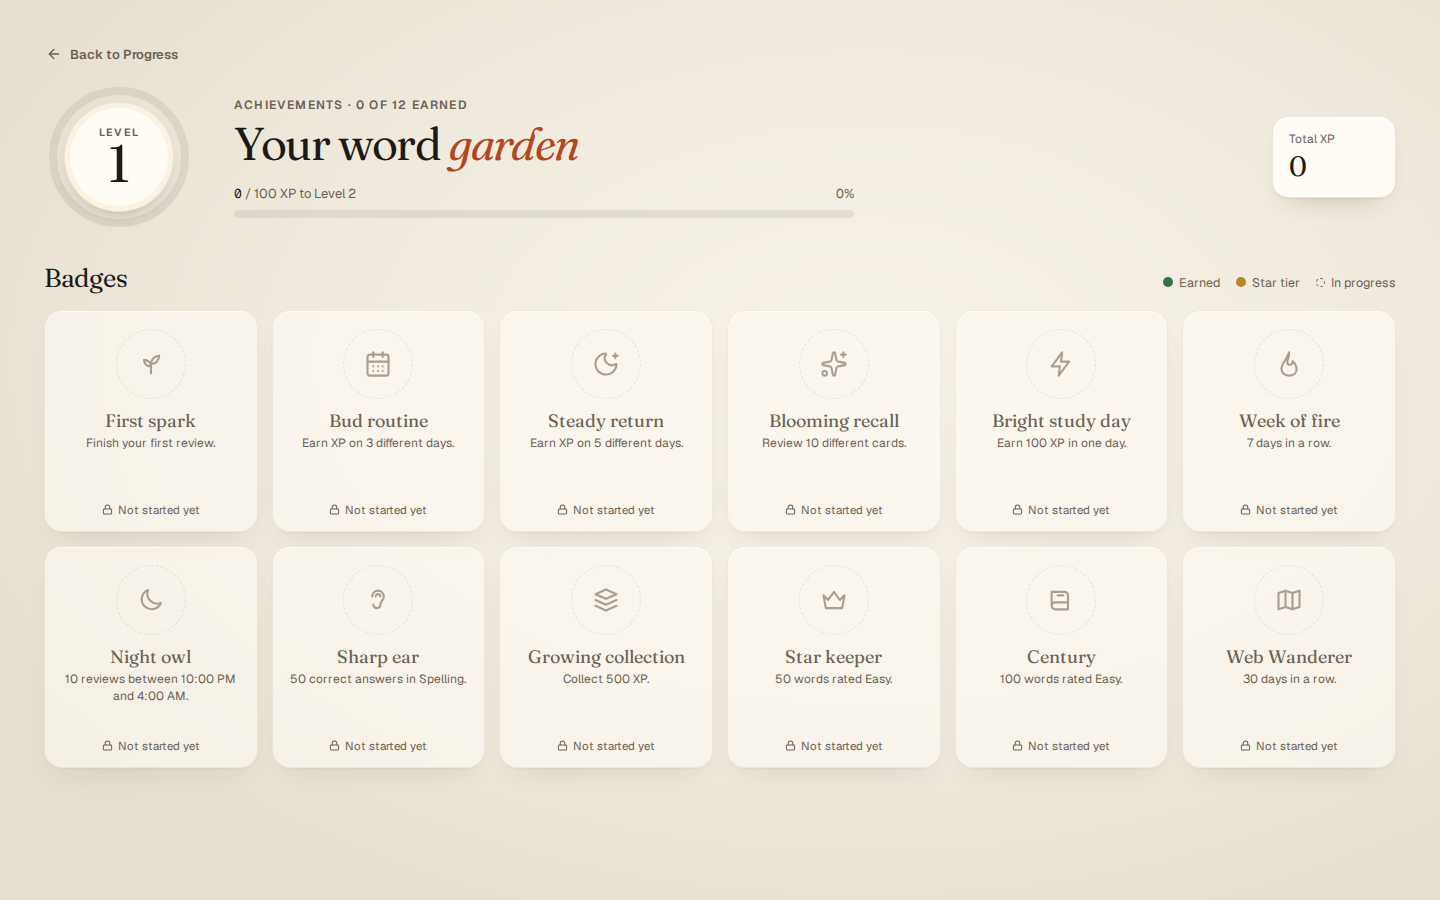 Back to Progress
LEVEL
1
ACHIEVEMENTS · 0 OF 12 EARNED
Your word garden
0 / 100 XP to Level 2
0%
Total XP
0
Badges
Earned
Star tier
In progress
First spark
Finish your first review.
Not started yet
Bud routine
Earn XP on 3 different days.
Not started yet
Steady return
Earn XP on 5 different days.
Not started yet
Blooming recall
Review 10 different cards.
Not started yet
Bright study day
Earn 100 XP in one day.
Not started yet
Week of fire
7 days in a row.
Not started yet
Night owl
10 reviews between 10:00 PM
and 4:00 AM.
Not started yet
Sharp ear
50 correct answers in Spelling.
Not started yet
Growing collection
Collect 500 XP.
Not started yet
Star keeper
50 words rated Easy.
Not started yet
Century
100 words rated Easy.
Not started yet
Web Wanderer
30 days in a row.
Not started yet